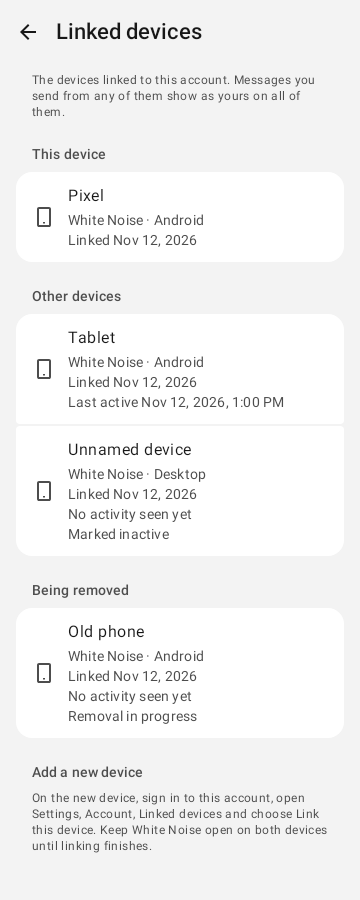 Linked devices
The devices linked to this account. Messages you
send from any of them show as yours on all of
them.
This device
Pixel
White Noise · Android
Linked Nov 12, 2026
Other devices
Tablet
White Noise · Android
Linked Nov 12, 2026
Last active Nov 12, 2026, 1:00 PM
Unnamed device
White Noise · Desktop
Linked Nov 12, 2026
No activity seen yet
Marked inactive
Being removed
Old phone
White Noise · Android
Linked Nov 12, 2026
No activity seen yet
Removal in progress
Add a new device
On the new device, sign in to this account, open
Settings, Account, Linked devices and choose Link
this device. Keep White Noise open on both devices
until linking finishes.